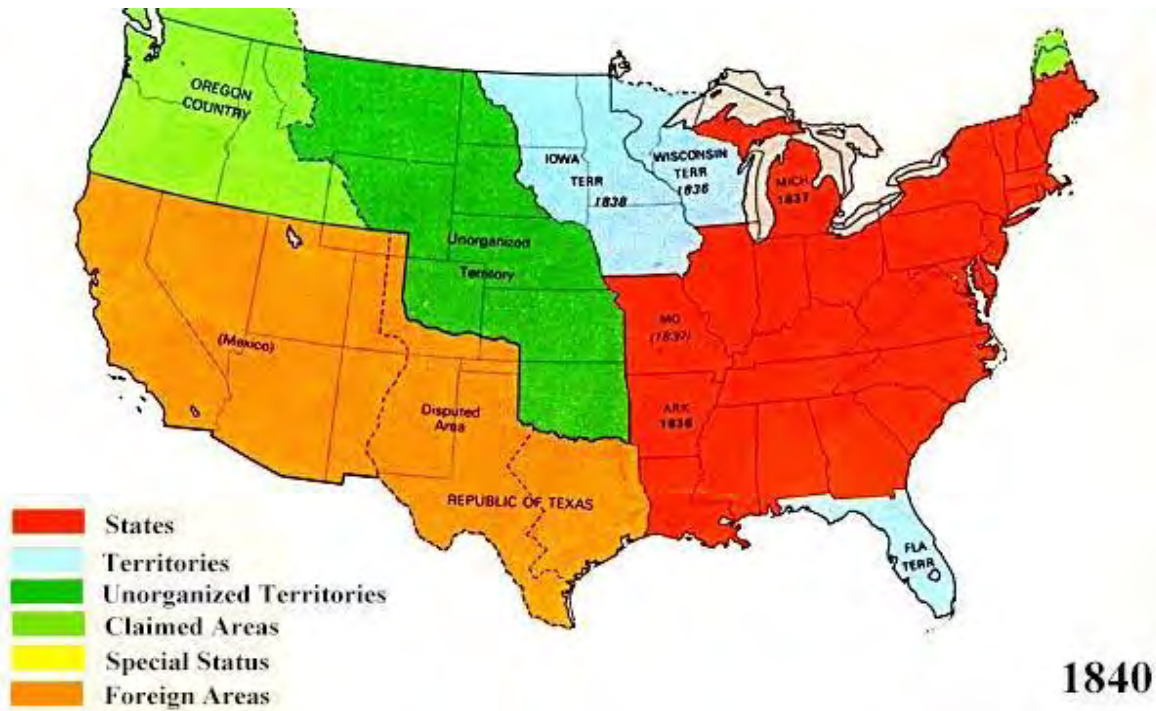 OREGON
COUNTRY
IOWA
TERR
1838
WISCONSIN
TERR
1836
MICH
1837
Unorganized
Territory
MO
(Mexico)
ARK
1836
Disputed
Area
REPUBLIC OF TEXAS
FLA
TERR
States
Territories
Unorganized Territories
Claimed Areas
Special Status
Foreign Areas
1840